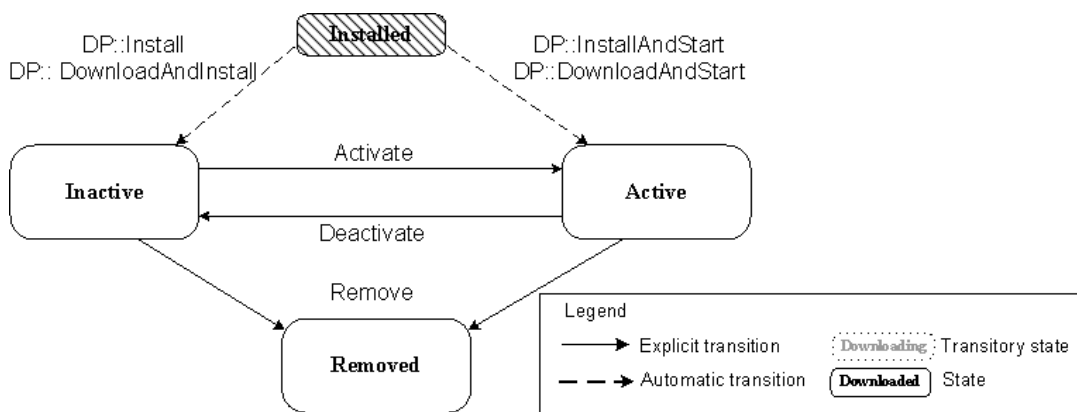 Installed
DP::Install
DP:: DownloadAndInstall
DP::InstallAndStart
DP::DownloadAndStart
Activate
Inactive
Active
Deactivate
Remove
Removed
Legend
Explicit transition
Downloading
Transitory state
Automatic transition
Downloaded
State